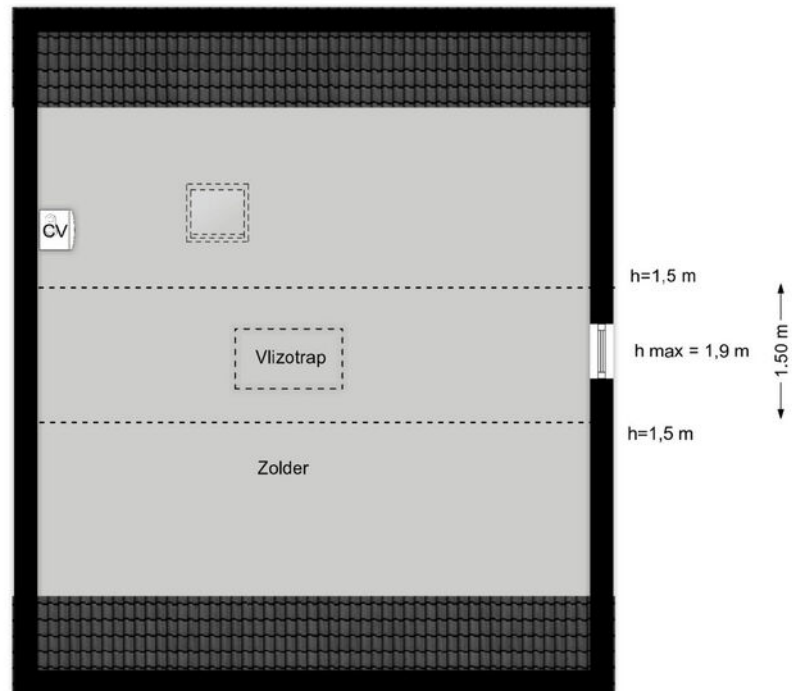 CV
h=1,5 m
Vlizotrap
h max = 1,9 m
1.50 m
h=1,5 m
Zolder